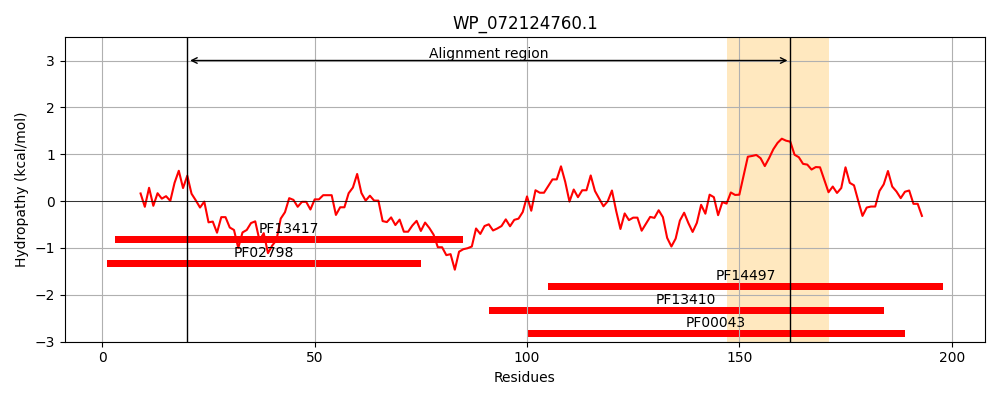 WP_072124760.1
Alignment region
Hydropathy (kcal/mol)
3
2
1
0
−1
−2
−3
PF13417
PF02798
PF14497
PF13410
PF00043
0
50
100
150
200
Residues